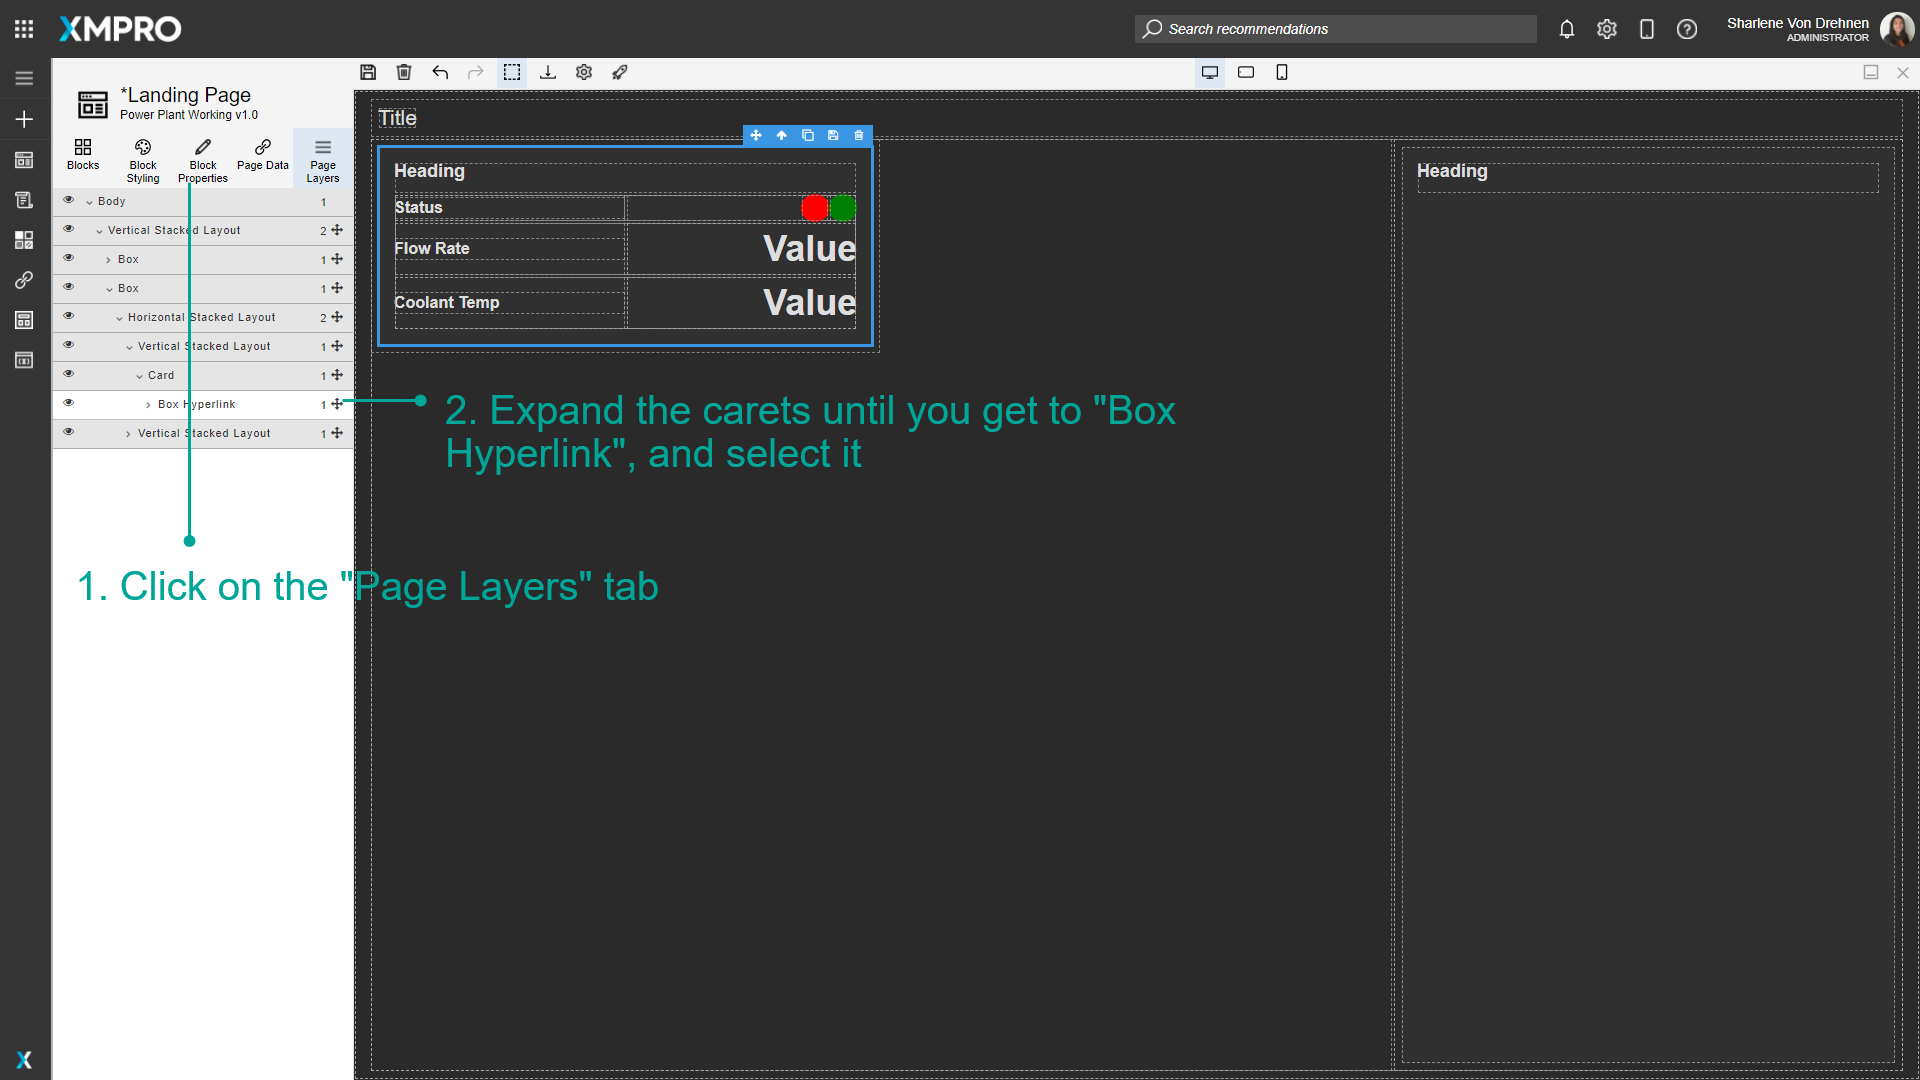 XMPRO
Search recommendations
Sharlene Von Drehnen
ADMINISTRATOR
*Landing Page
Power Plant Working v1.0
Blocks
Block Styling
Block Properties
Page Data
Page Layers
Body 1
Vertical Stacked Layout 2
Box 1
Box 1
Horizontal Stacked Layout 2
Vertical Stacked Layout 1
Card 1
Box Hyperlink 1
Vertical Stacked Layout 1
Title
Heading
Status
Flow Rate Value
Coolant Temp Value
Heading
2. Expand the carets until you get to "Box
Hyperlink", and select it
1. Click on the "Page Layers" tab